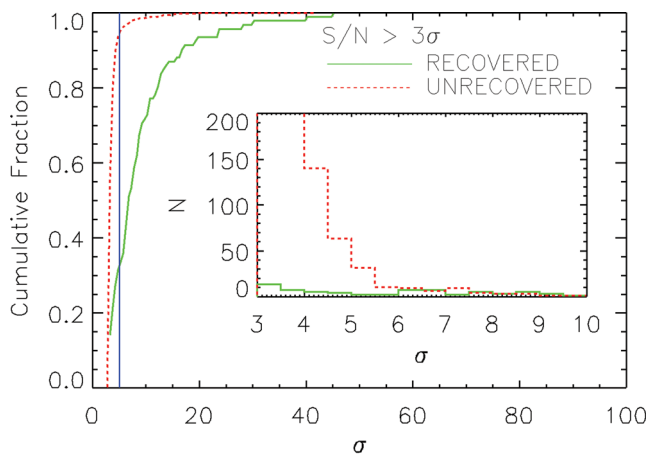 S/N > 3σ
RECOVERED
UNRECOVERED
1.0
0.8
0.6
0.4
0.2
0.0
Cumulative Fraction
0 20 40 60 80 100
σ
200
150
100
50
0
N
3 4 5 6 7 8 9 10
σ